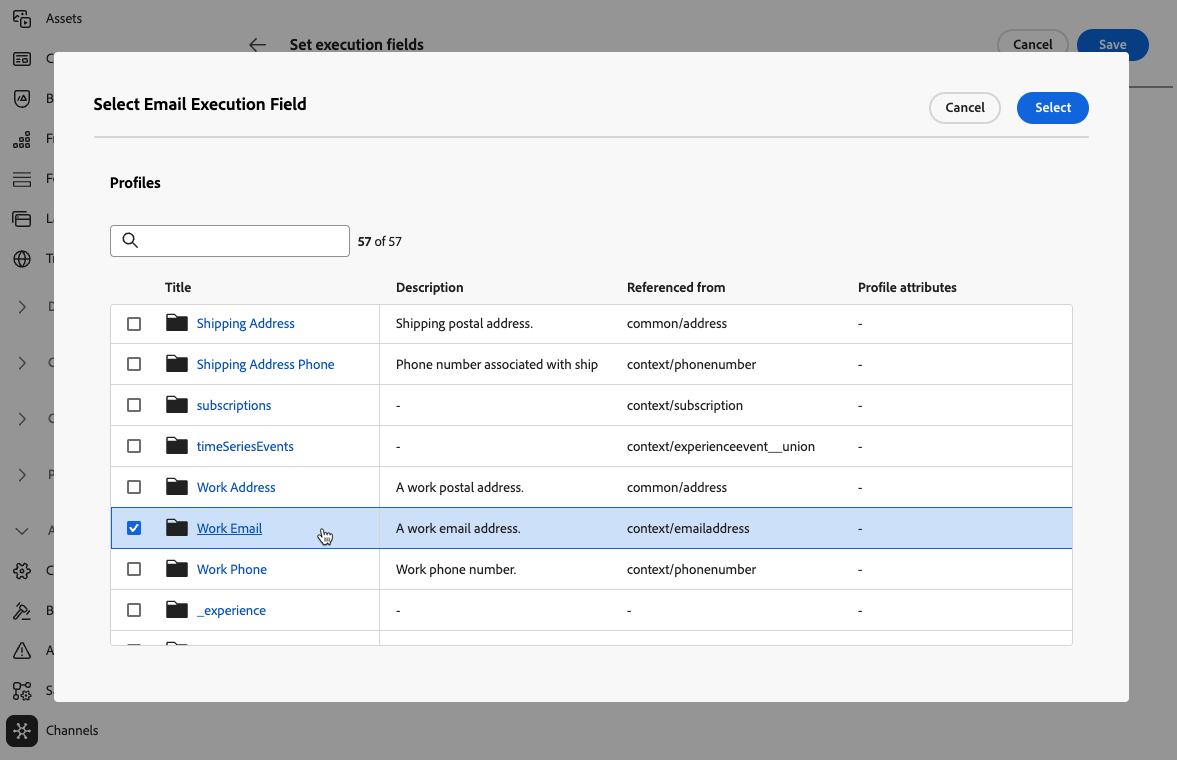 Assets
Set execution fields
Cancel
Save
Select Email Execution Field
Cancel
Select
Profiles
57 of 57
Title Description Referenced from Profile attributes
Shipping Address Shipping postal address. common/address -
Shipping Address Phone Phone number associated with ship context/phonenumber -
subscriptions - context/subscription -
timeSeriesEvents - context/experienceevent__union -
Work Address A work postal address. common/address -
Work Email A work email address. context/emailaddress -
Work Phone Work phone number. context/phonenumber -
_experience - - -
Channels